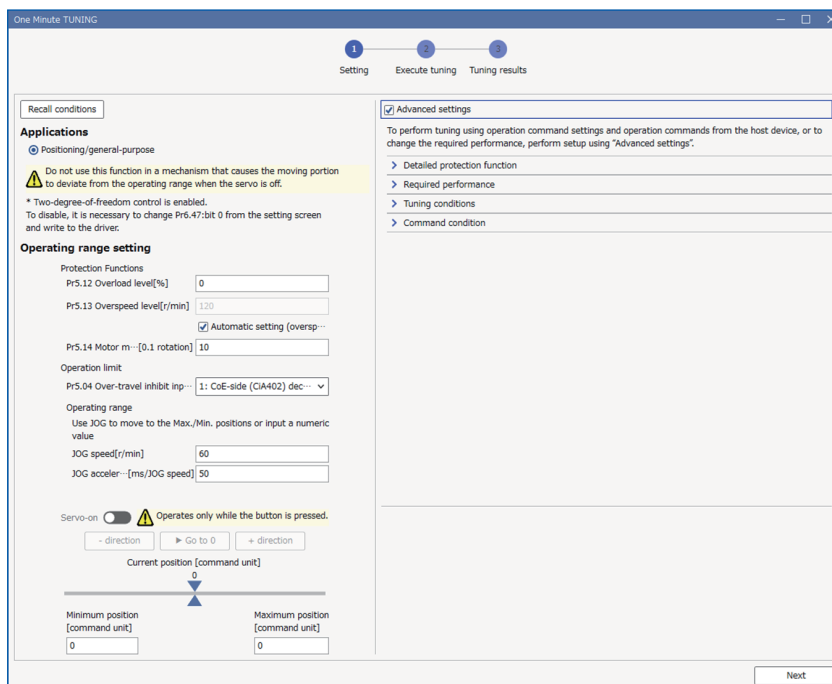 One Minute TUNING
1
2
3
Setting
Execute tuning
Tuning results
Recall conditions
Applications
Positioning/general-purpose
Do not use this function in a mechanism that causes the moving portion
to deviate from the operating range when the servo is off.
* Two-degree-of-freedom control is enabled.
To disable, it is necessary to change Pr6.47:bit 0 from the setting screen
and write to the driver.
Operating range setting
Protection Functions
Pr5.12 Overload level[%]
0
Pr5.13 Overspeed level[r/min]
120
Automatic setting (oversp···
Pr5.14 Motor m···[0.1 rotation]
10
Operation limit
Pr5.04 Over-travel inhibit inp···
1: CoE-side (CiA402) dec···
Operating range
Use JOG to move to the Max./Min. positions or input a numeric
value
JOG speed[r/min]
60
JOG acceler···[ms/JOG speed]
50
Servo-on
Operates only while the button is pressed.
- direction
Go to 0
+ direction
Current position [command unit]
0
Minimum position
[command unit]
0
Maximum position
[command unit]
0
Advanced settings
To perform tuning using operation command settings and operation commands from the host device, or to
change the required performance, perform setup using “Advanced settings”.
Detailed protection function
Required performance
Tuning conditions
Command condition
Next